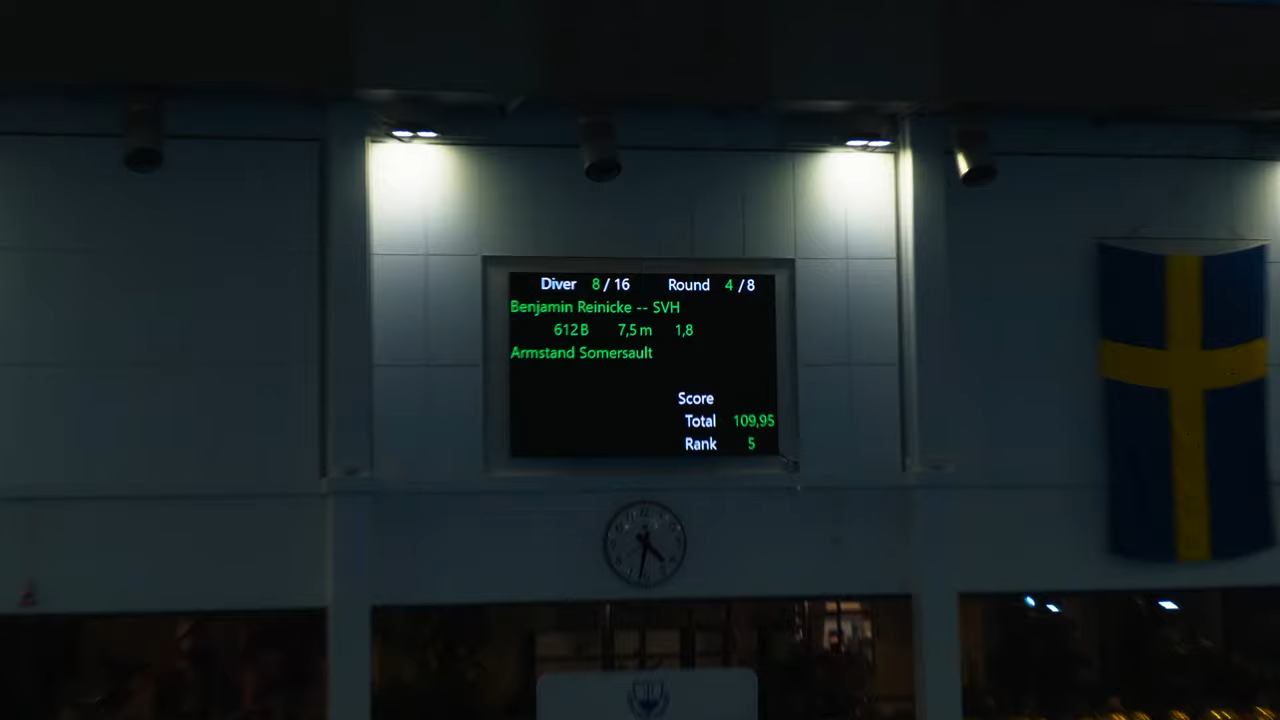 Diver 8 / 16 Round 4 / 8
Benjamin Reinicke -- SVH
612 B 7,5 m 1,8
Armstand Somersault
Score
Total 109,95
Rank 5